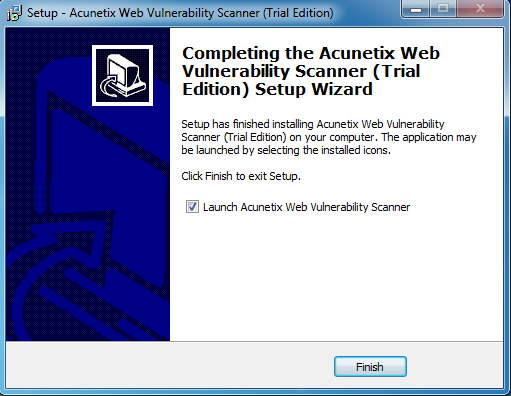 Setup - Acunetix Web Vulnerability Scanner (Trial Edition)
Completing the Acunetix Web
Vulnerability Scanner (Trial
Edition) Setup Wizard
Setup has finished installing Acunetix Web Vulnerability
Scanner (Trial Edition) on your computer. The application may
be launched by selecting the installed icons.
Click Finish to exit Setup.
Launch Acunetix Web Vulnerability Scanner
Finish